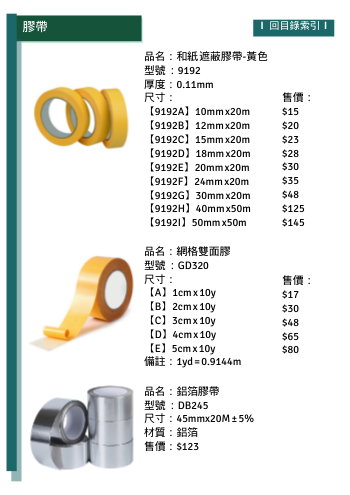 膠帶
回目錄索引
品名：和紙遮蔽膠帶-黃色
型號：9192
厚度：0.11mm
尺寸： 售價：
【9192A】10mmx20m $15
【9192B】12mmx20m $20
【9192C】15mmx20m $23
【9192D】18mmx20m $28
【9192E】20mmx20m $30
【9192F】24mmx20m $35
【9192G】30mmx20m $48
【9192H】40mmx50m $125
【9192I】50mmx50m $145
品名：網格雙面膠
型號：GD320
尺寸： 售價：
【A】1cmx10y $17
【B】2cmx10y $30
【C】3cmx10y $48
【D】4cmx10y $65
【E】5cmx10y $80
備註：1yd=0.9144m
品名：鋁箔膠帶
型號：DB245
尺寸：45mmx20M±5%
材質：鋁箔
售價：$123